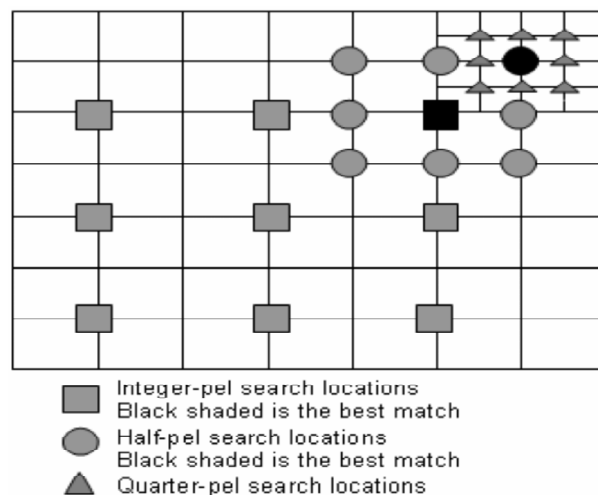 Integer-pel search locations
Black shaded is the best match
Half-pel search locations
Black shaded is the best match
Quarter-pel search locations